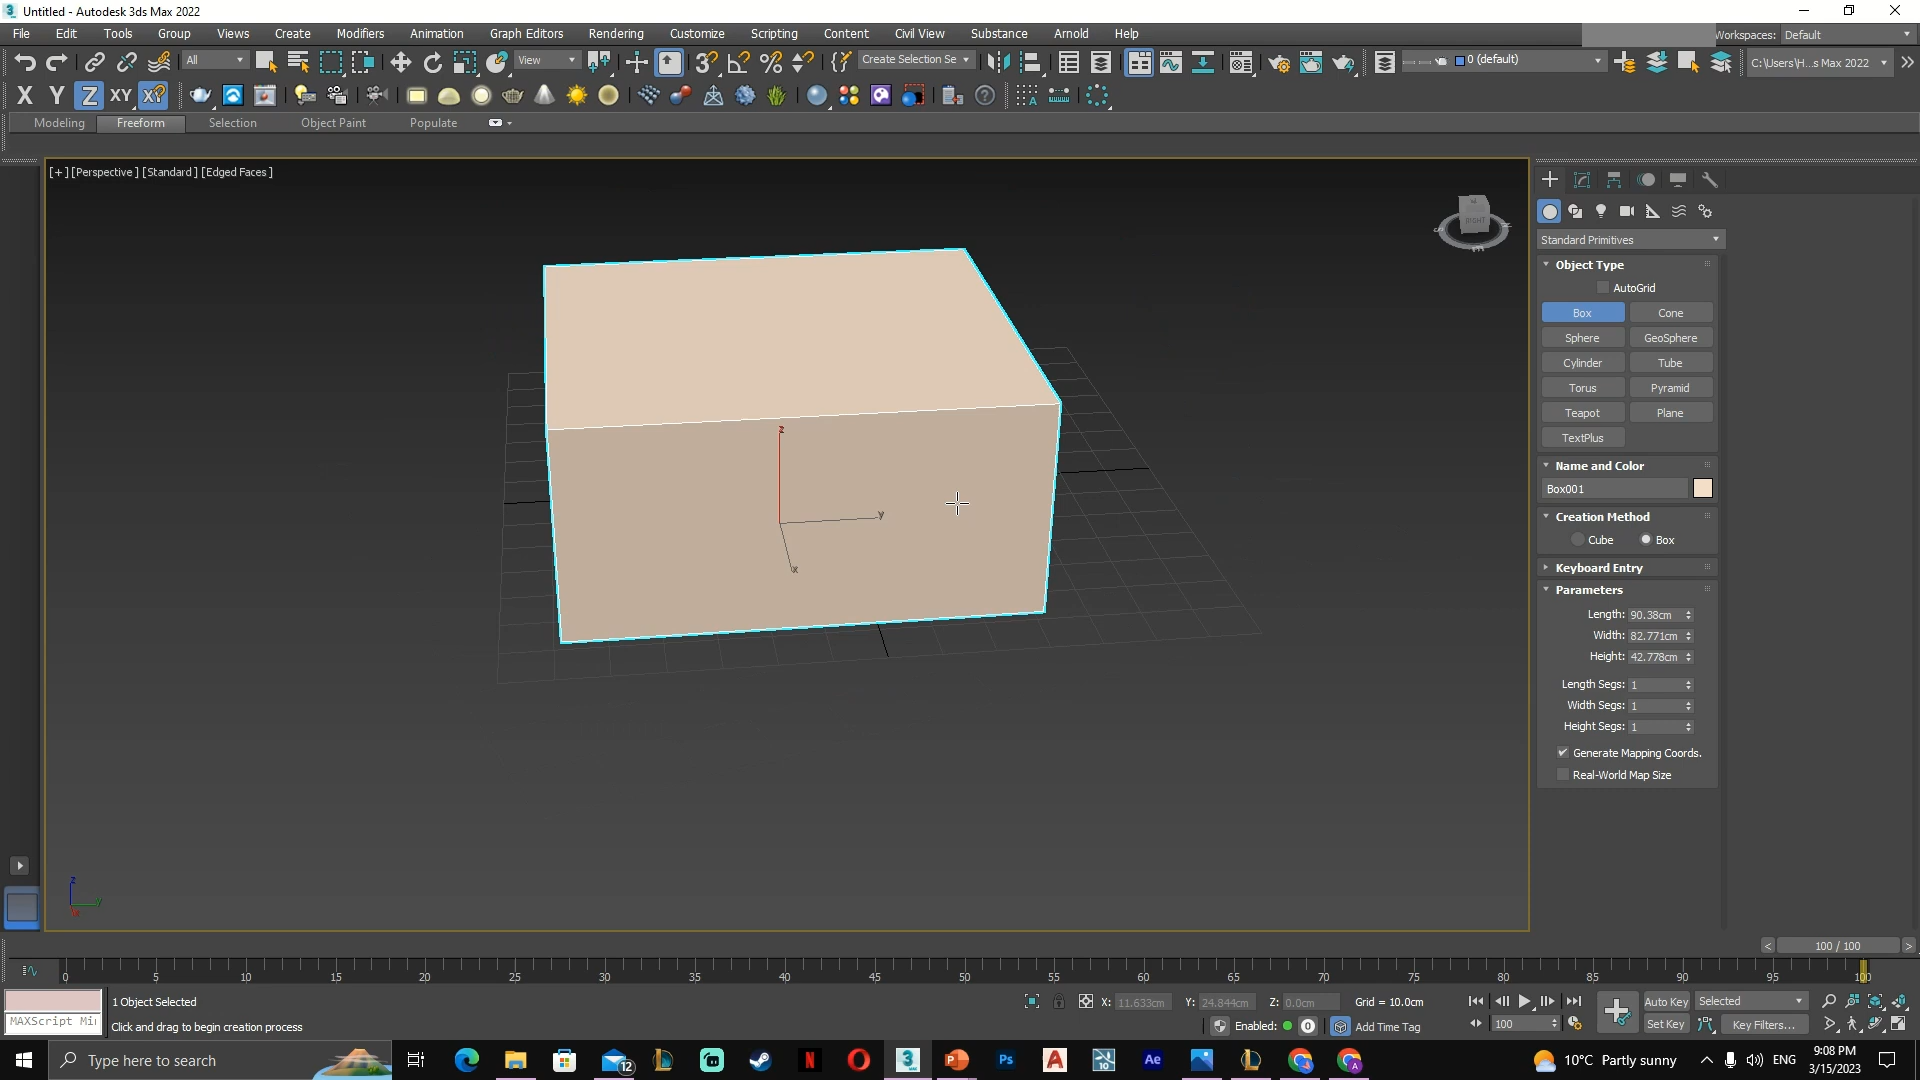 Untitled - Autodesk 3ds Max 2022
File Edit Tools Group Views Create Modifiers Animation Graph Editors Rendering Customize Scripting Content Civil View Substance Arnold Help Workspaces: Default
All View Create Selection Se 0 (default) C:\Users\H...s Max 2022
X Y Z XY
Modeling Freeform Selection Object Paint Populate
[+] [Perspective] [Standard] [Edged Faces]
RIGHT
Standard Primitives
Object Type
AutoGrid
Box Cone
Sphere GeoSphere
Cylinder Tube
Torus Pyramid
Teapot Plane
TextPlus
Name and Color
Box001
Creation Method
Cube Box
Keyboard Entry
Parameters
Length: 90.38cm
Width: 82.771cm
Height: 42.778cm
Length Segs: 1
Width Segs: 1
Height Segs: 1
Generate Mapping Coords.
Real-World Map Size
z
y
x
z
y
x
100 / 100
0 5 10 15 20 25 30 35 40 45 50 55 60 65 70 75 80 85 90 95 100
1 Object Selected X: 11.633cm Y: 24.844cm Z: 0.0cm Grid = 10.0cm Auto Key Selected
MAXScript Mi Click and drag to begin creation process Enabled: 0 Add Time Tag 100 Set Key Key Filters...
Type here to search 12 10°C Partly sunny ENG 9:08 PM
3/15/2023